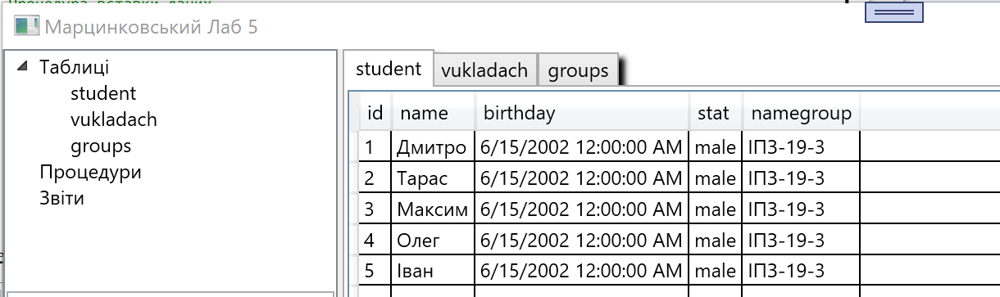 Процедура вставки даних
Марцинковський Лаб 5
Таблиці
student
vukladach
groups
Процедури
Звіти
student vukladach groups
id name birthday stat namegroup
1 Дмитро 6/15/2002 12:00:00 AM male ІПЗ-19-3
2 Тарас 6/15/2002 12:00:00 AM male ІПЗ-19-3
3 Максим 6/15/2002 12:00:00 AM male ІПЗ-19-3
4 Олег 6/15/2002 12:00:00 AM male ІПЗ-19-3
5 Іван 6/15/2002 12:00:00 AM male ІПЗ-19-3